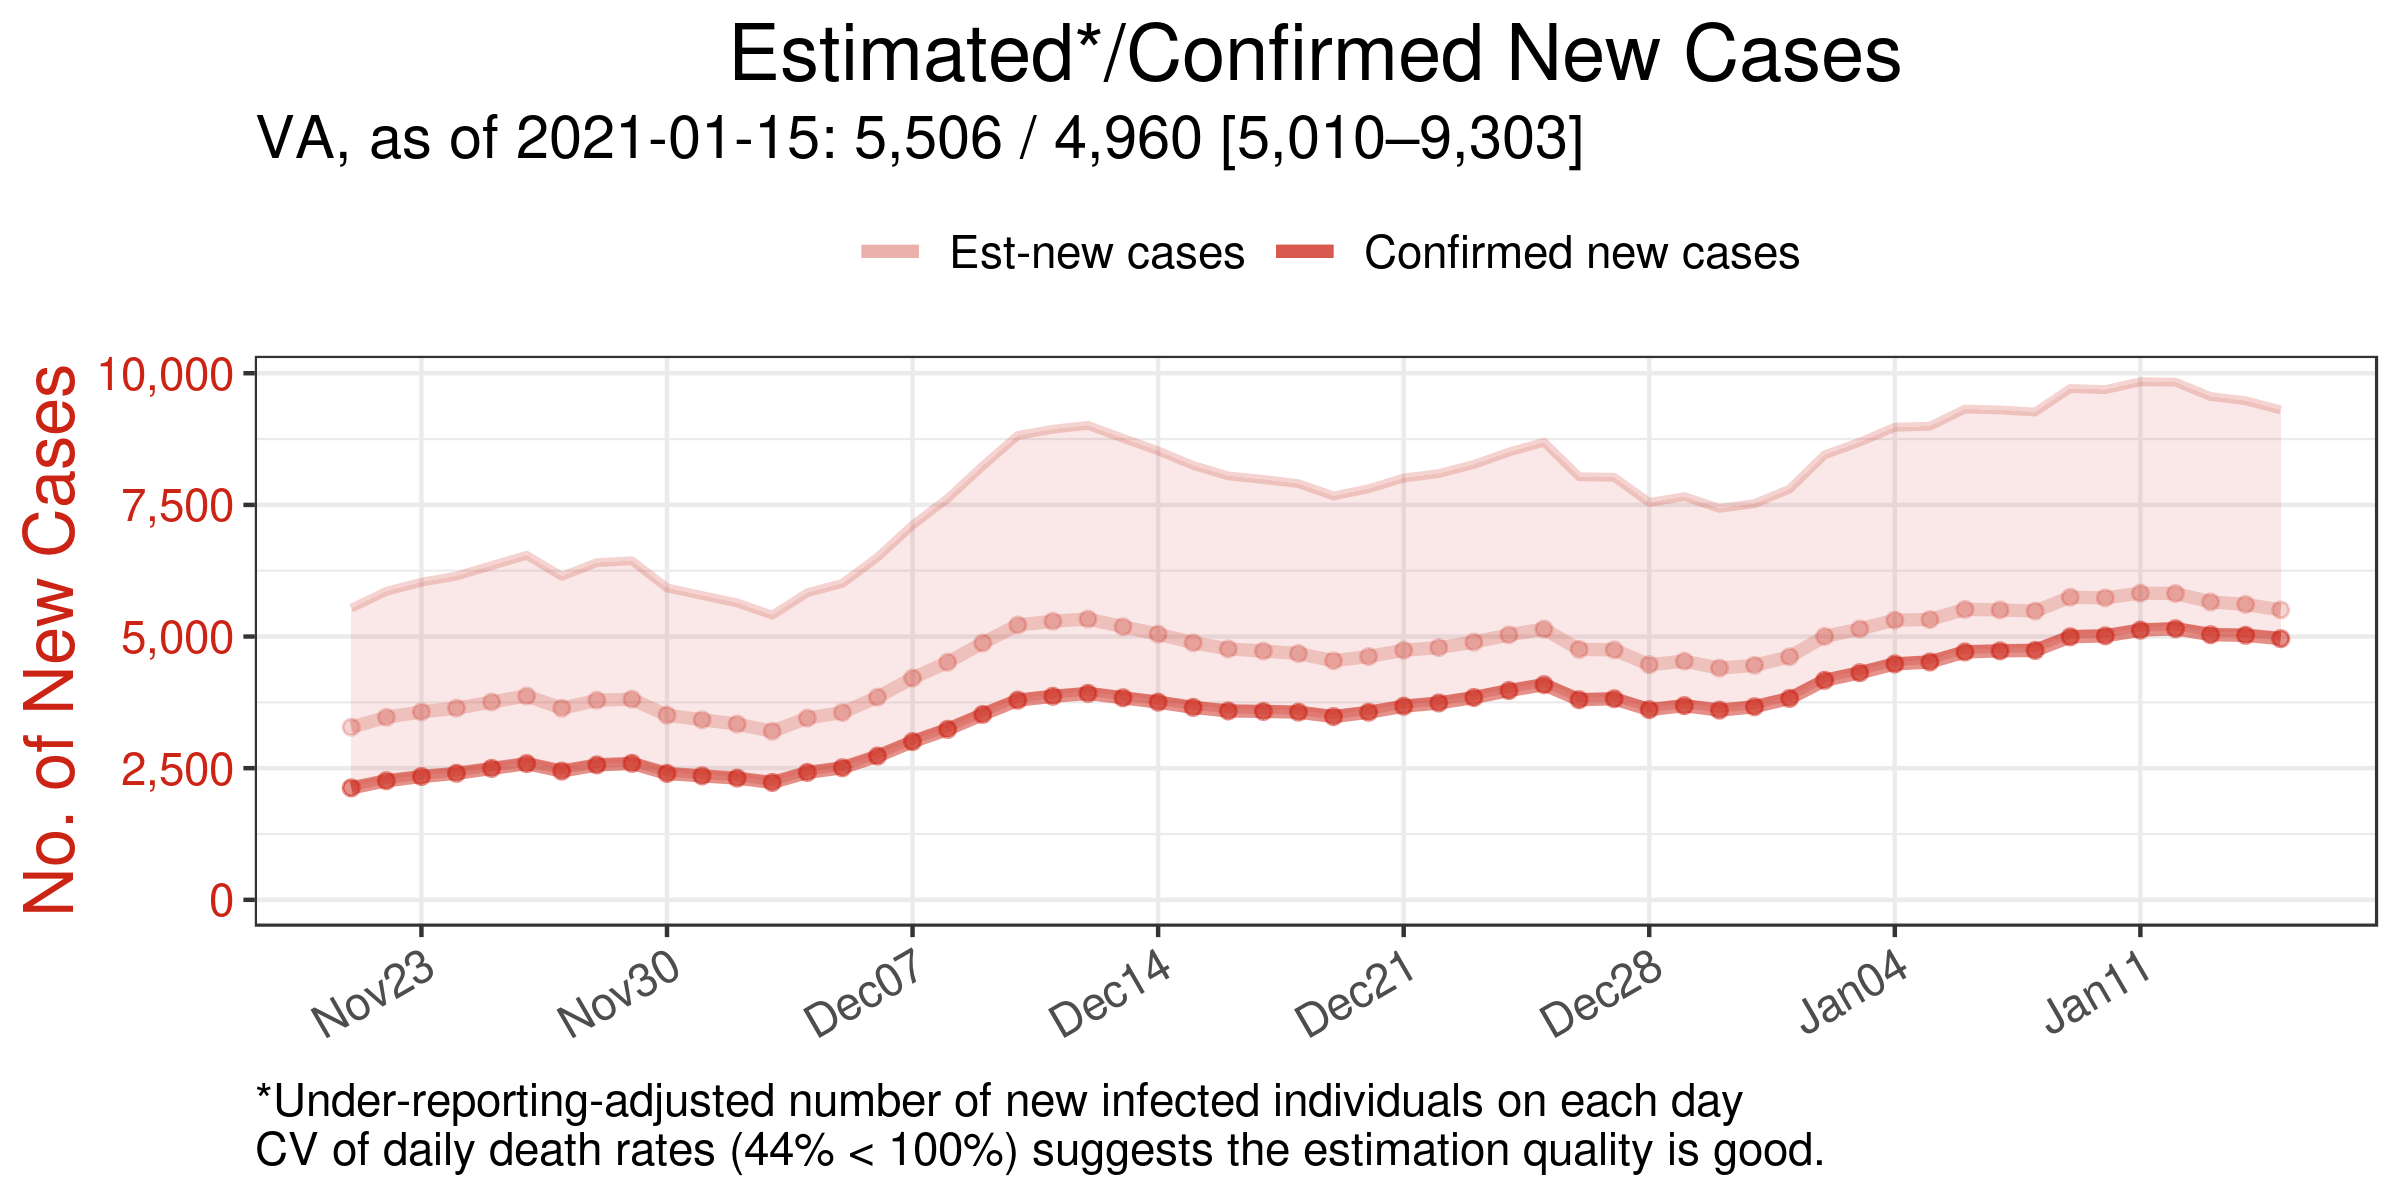 Estimated*/Confirmed New Cases
VA, as of 2021-01-15: 5,506 / 4,960 [5,010–9,303]
Est-new cases
Confirmed new cases
No. of New Cases
10,000
7,500
5,000
2,500
0
Nov23
Nov30
Dec07
Dec14
Dec21
Dec28
Jan04
Jan11
*Under-reporting-adjusted number of new infected individuals on each day
CV of daily death rates (44% < 100%) suggests the estimation quality is good.